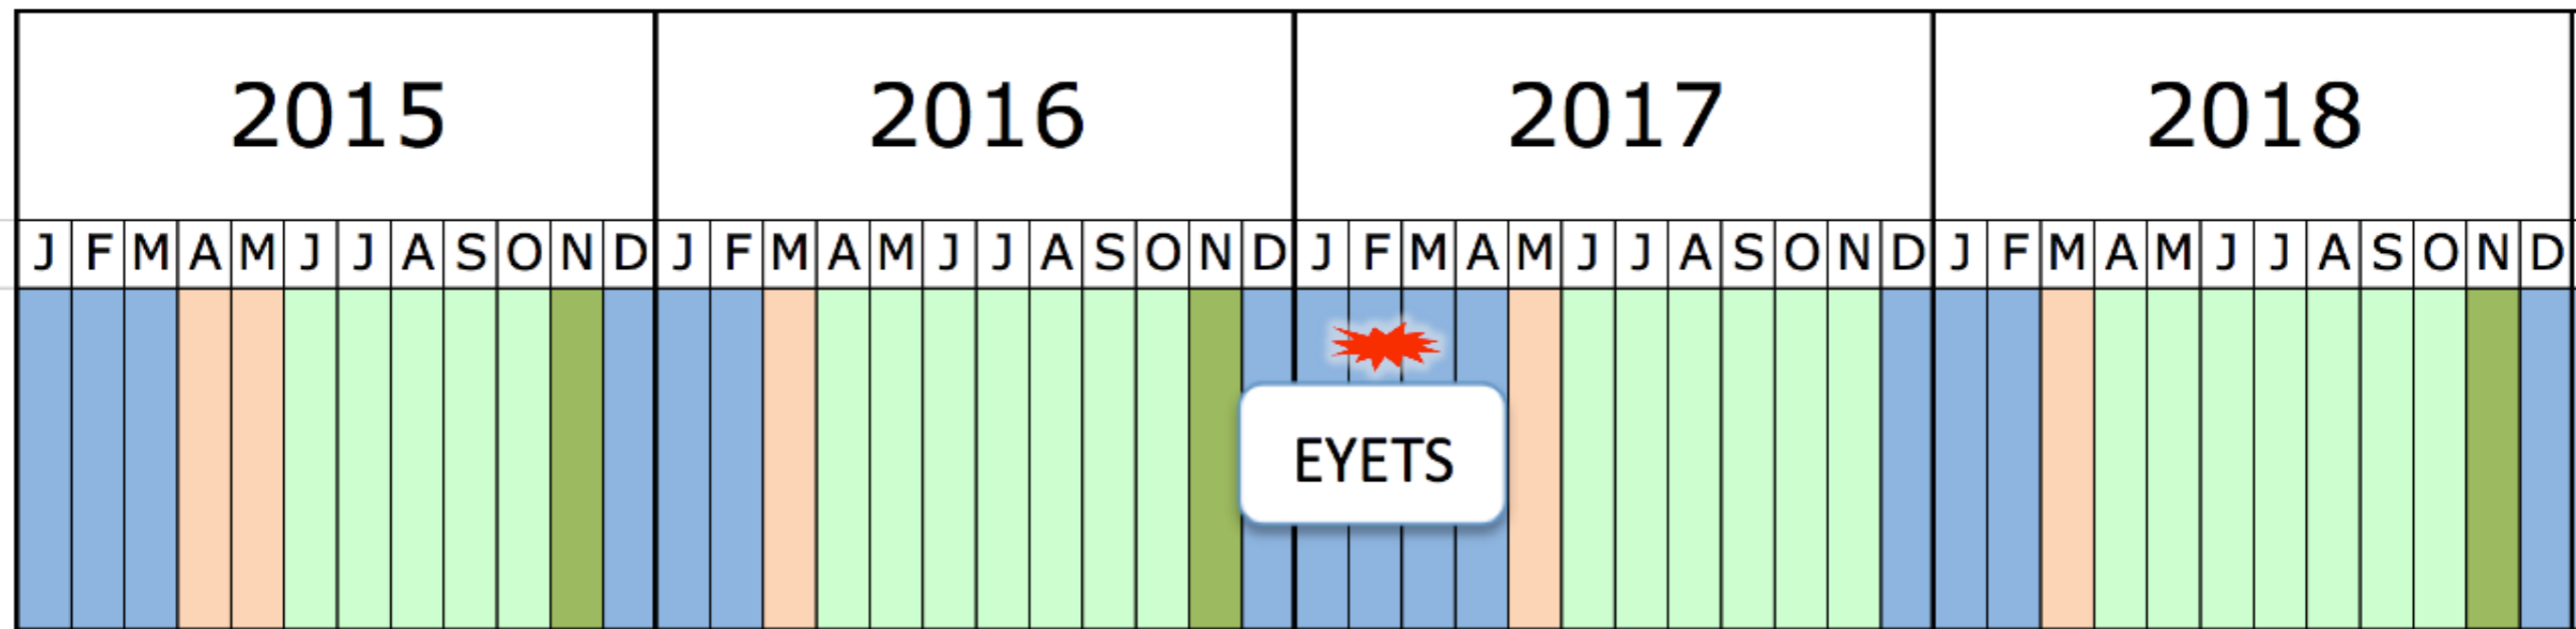 2015 2016 2017 2018
J F M A M J J A S O N D J F M A M J J A S O N D J F M A M J J A S O N D J F M A M J J A S O N D
EYETS